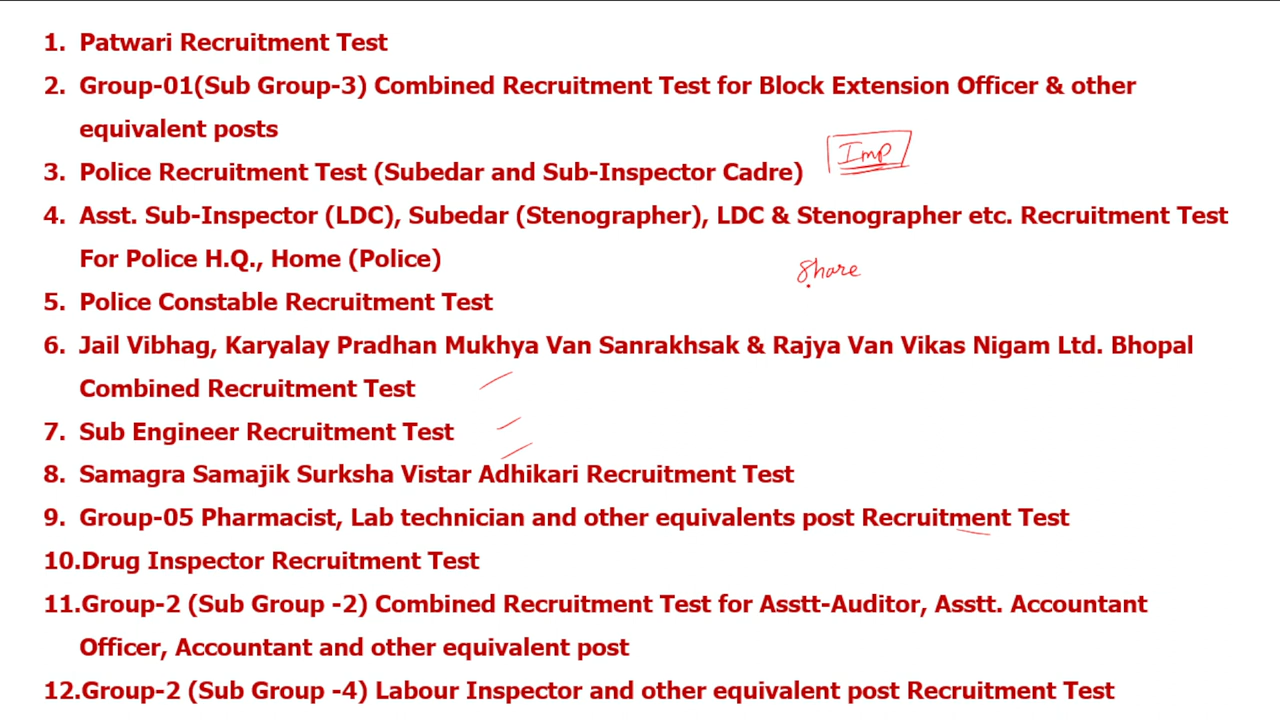 1. Patwari Recruitment Test
2. Group-01(Sub Group-3) Combined Recruitment Test for Block Extension Officer & other
equivalent posts
Imp
3. Police Recruitment Test (Subedar and Sub-Inspector Cadre)
4. Asst. Sub-Inspector (LDC), Subedar (Stenographer), LDC & Stenographer etc. Recruitment Test
For Police H.Q., Home (Police)
Share
5. Police Constable Recruitment Test
6. Jail Vibhag, Karyalay Pradhan Mukhya Van Sanrakhsak & Rajya Van Vikas Nigam Ltd. Bhopal
Combined Recruitment Test
7. Sub Engineer Recruitment Test
8. Samagra Samajik Surksha Vistar Adhikari Recruitment Test
9. Group-05 Pharmacist, Lab technician and other equivalents post Recruitment Test
10.Drug Inspector Recruitment Test
11.Group-2 (Sub Group -2) Combined Recruitment Test for Asstt-Auditor, Asstt. Accountant
Officer, Accountant and other equivalent post
12.Group-2 (Sub Group -4) Labour Inspector and other equivalent post Recruitment Test